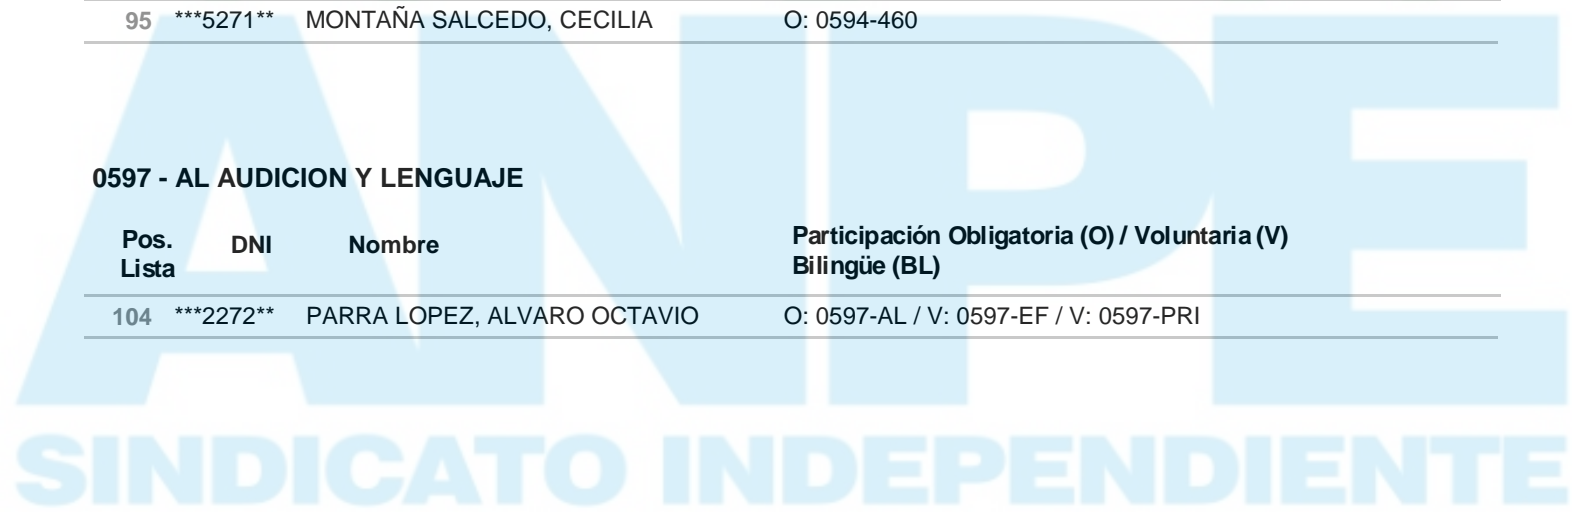 95 ***5271** MONTAÑA SALCEDO, CECILIA O: 0594-460
0597 - AL AUDICION Y LENGUAJE
Pos. Lista DNI Nombre Participación Obligatoria (O) / Voluntaria (V)
Bilingüe (BL)
104 ***2272** PARRA LOPEZ, ALVARO OCTAVIO O: 0597-AL / V: 0597-EF / V: 0597-PRI
ANPE
SINDICATO INDEPENDIENTE